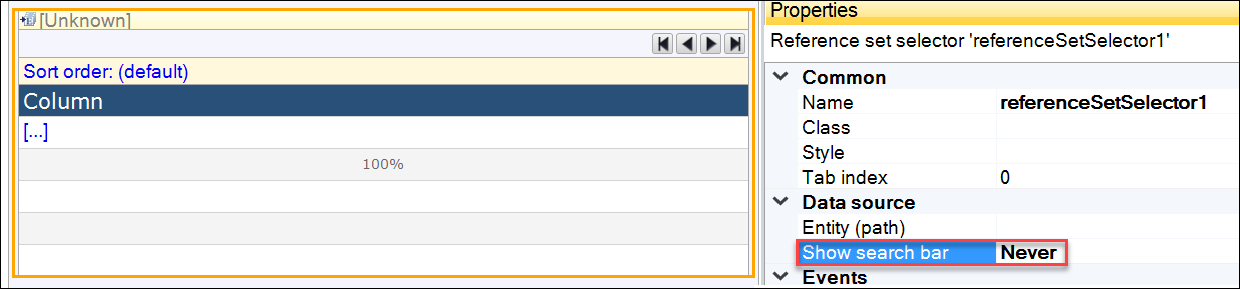 [Unknown]
Sort order: (default)
Column
[...]
100%
Properties
Reference set selector 'referenceSetSelector1'
Common
Name referenceSetSelector1
Class
Style
Tab index 0
Data source
Entity (path)
Show search bar Never
Events